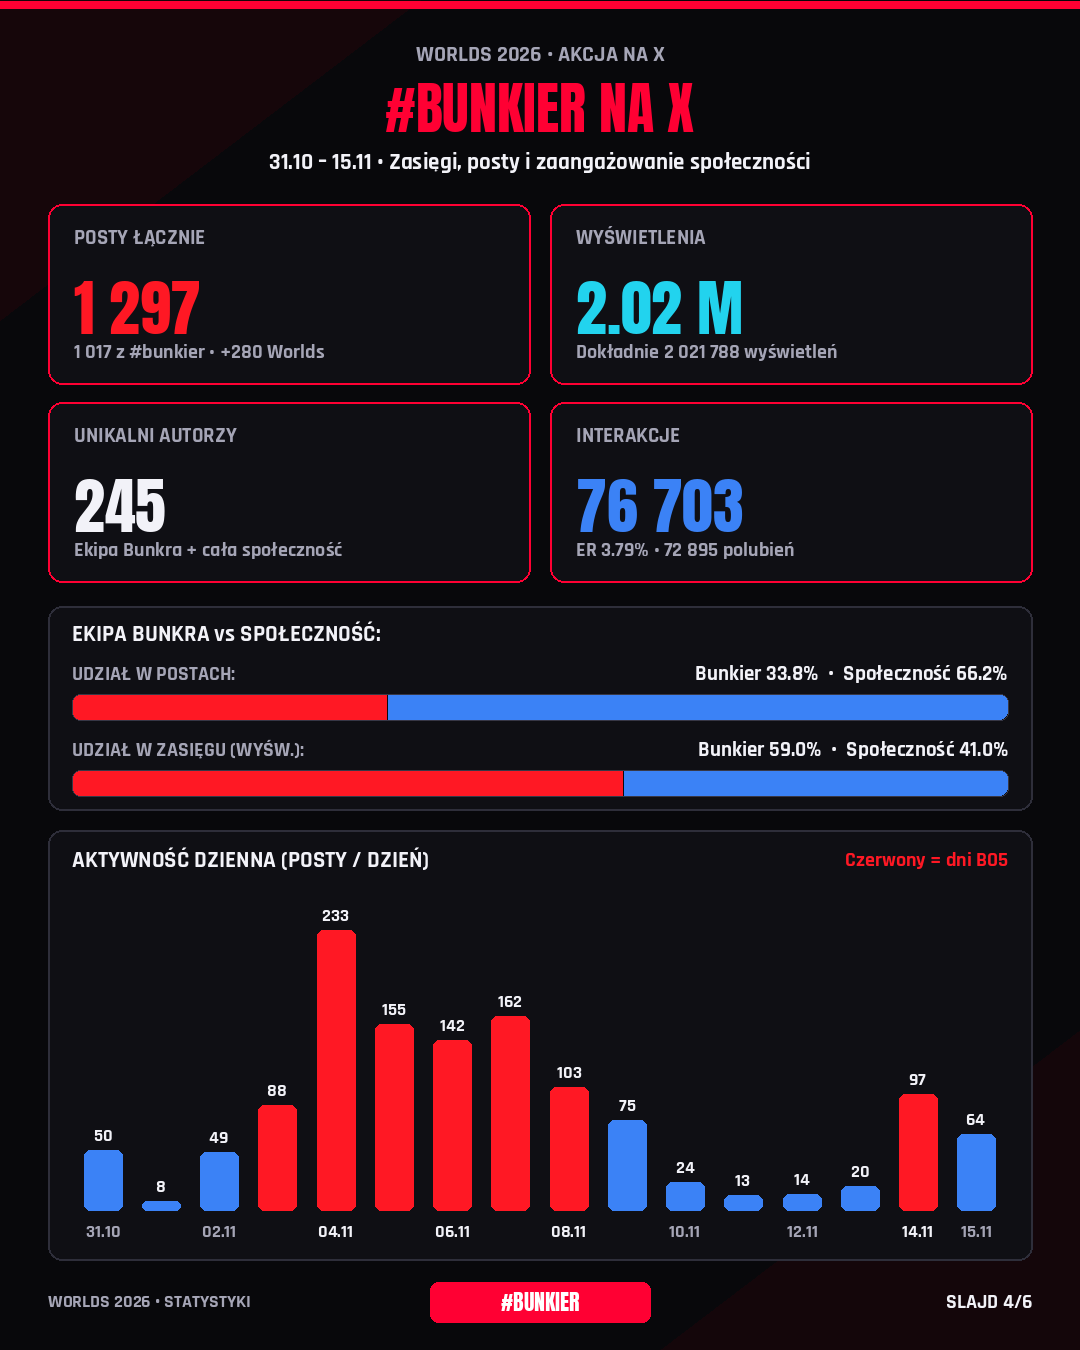 WORLDS 2026 • AKCJA NA X
#BUNKIER NA X
31.10 – 15.11 • Zasięgi, posty i zaangażowanie społeczności
POSTY ŁĄCZNIE
1 297
1 017 z #bunkier • +280 Worlds
WYŚWIETLENIA
2.02 M
Dokładnie 2 021 788 wyświetleń
UNIKALNI AUTORZY
245
Ekipa Bunkra + cała społeczność
INTERAKCJE
76 703
ER 3.79% • 72 895 polubień
EKIPA BUNKRA vs SPOŁECZNOŚĆ:
UDZIAŁ W POSTACH:
Bunkier 33.8% • Społeczność 66.2%
UDZIAŁ W ZASIĘGU (WYŚW.):
Bunkier 59.0% • Społeczność 41.0%
AKTYWNOŚĆ DZIENNA (POSTY / DZIEŃ)
Czerwony = dni BO5
50 8 49 88 233 155 142 162 103 75 24 13 14 20 97 64
31.10 02.11 04.11 06.11 08.11 10.11 12.11 14.11 15.11
WORLDS 2026 • STATYSTYKI
#BUNKIER
SLAJD 4/6